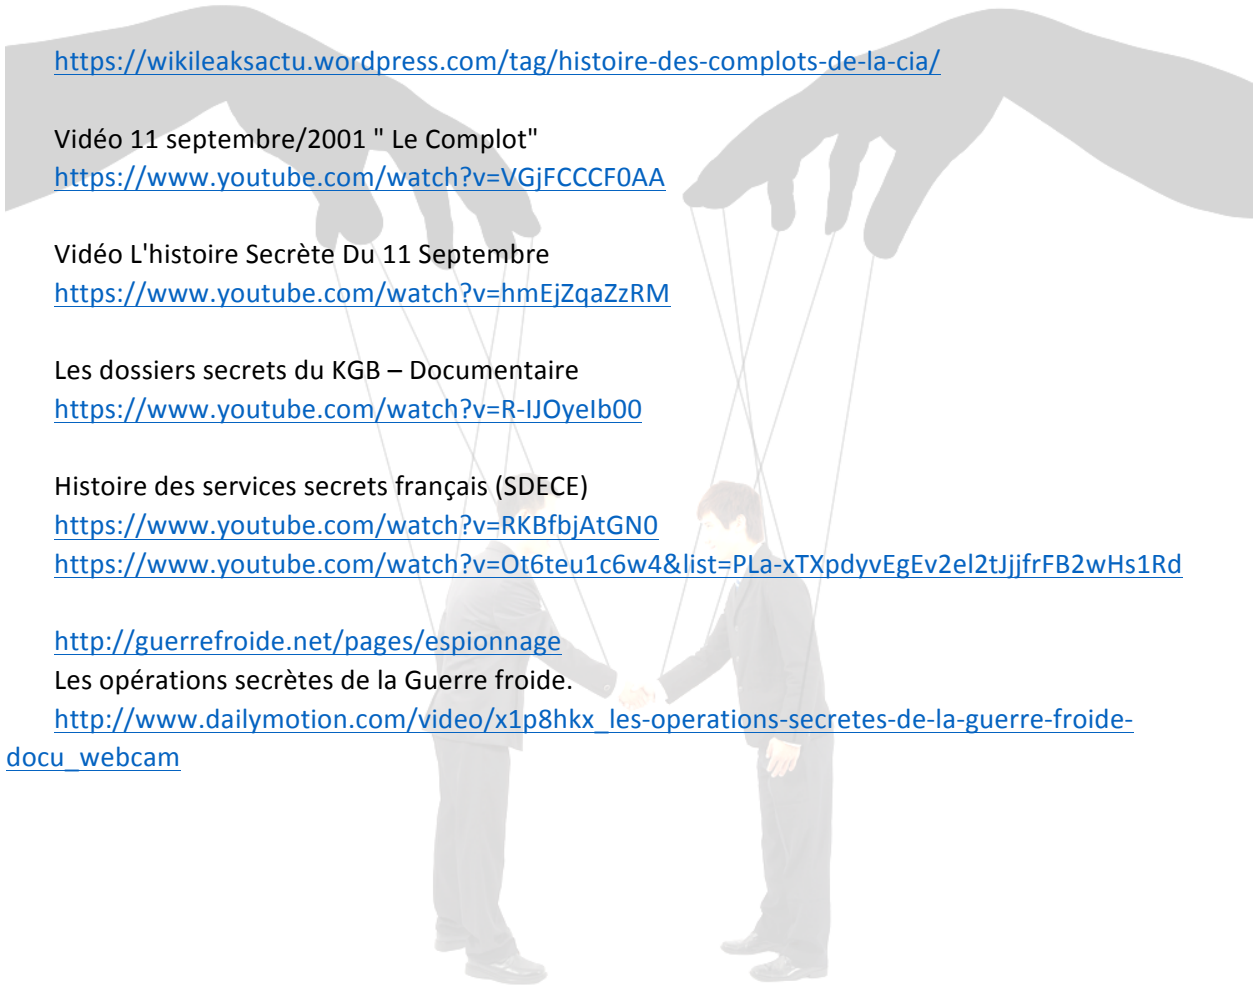 https://wikileaksactu.wordpress.com/tag/histoire-des-complots-de-la-cia/
Vidéo 11 septembre/2001 " Le Complot"
https://www.youtube.com/watch?v=VGjFCCCF0AA
Vidéo L'histoire Secrète Du 11 Septembre
https://www.youtube.com/watch?v=hmEjZqaZzRM
Les dossiers secrets du KGB – Documentaire
https://www.youtube.com/watch?v=R-IJOyeIb00
Histoire des services secrets français (SDECE)
https://www.youtube.com/watch?v=RKBfbjAtGN0
https://www.youtube.com/watch?v=Ot6teu1c6w4&list=PLa-xTXpdyvEgEv2el2tJjjfrFB2wHs1Rd
http://guerrefroide.net/pages/espionnage
Les opérations secrètes de la Guerre froide.
http://www.dailymotion.com/video/x1p8hkx_les-operations-secretes-de-la-guerre-froide-
docu_webcam